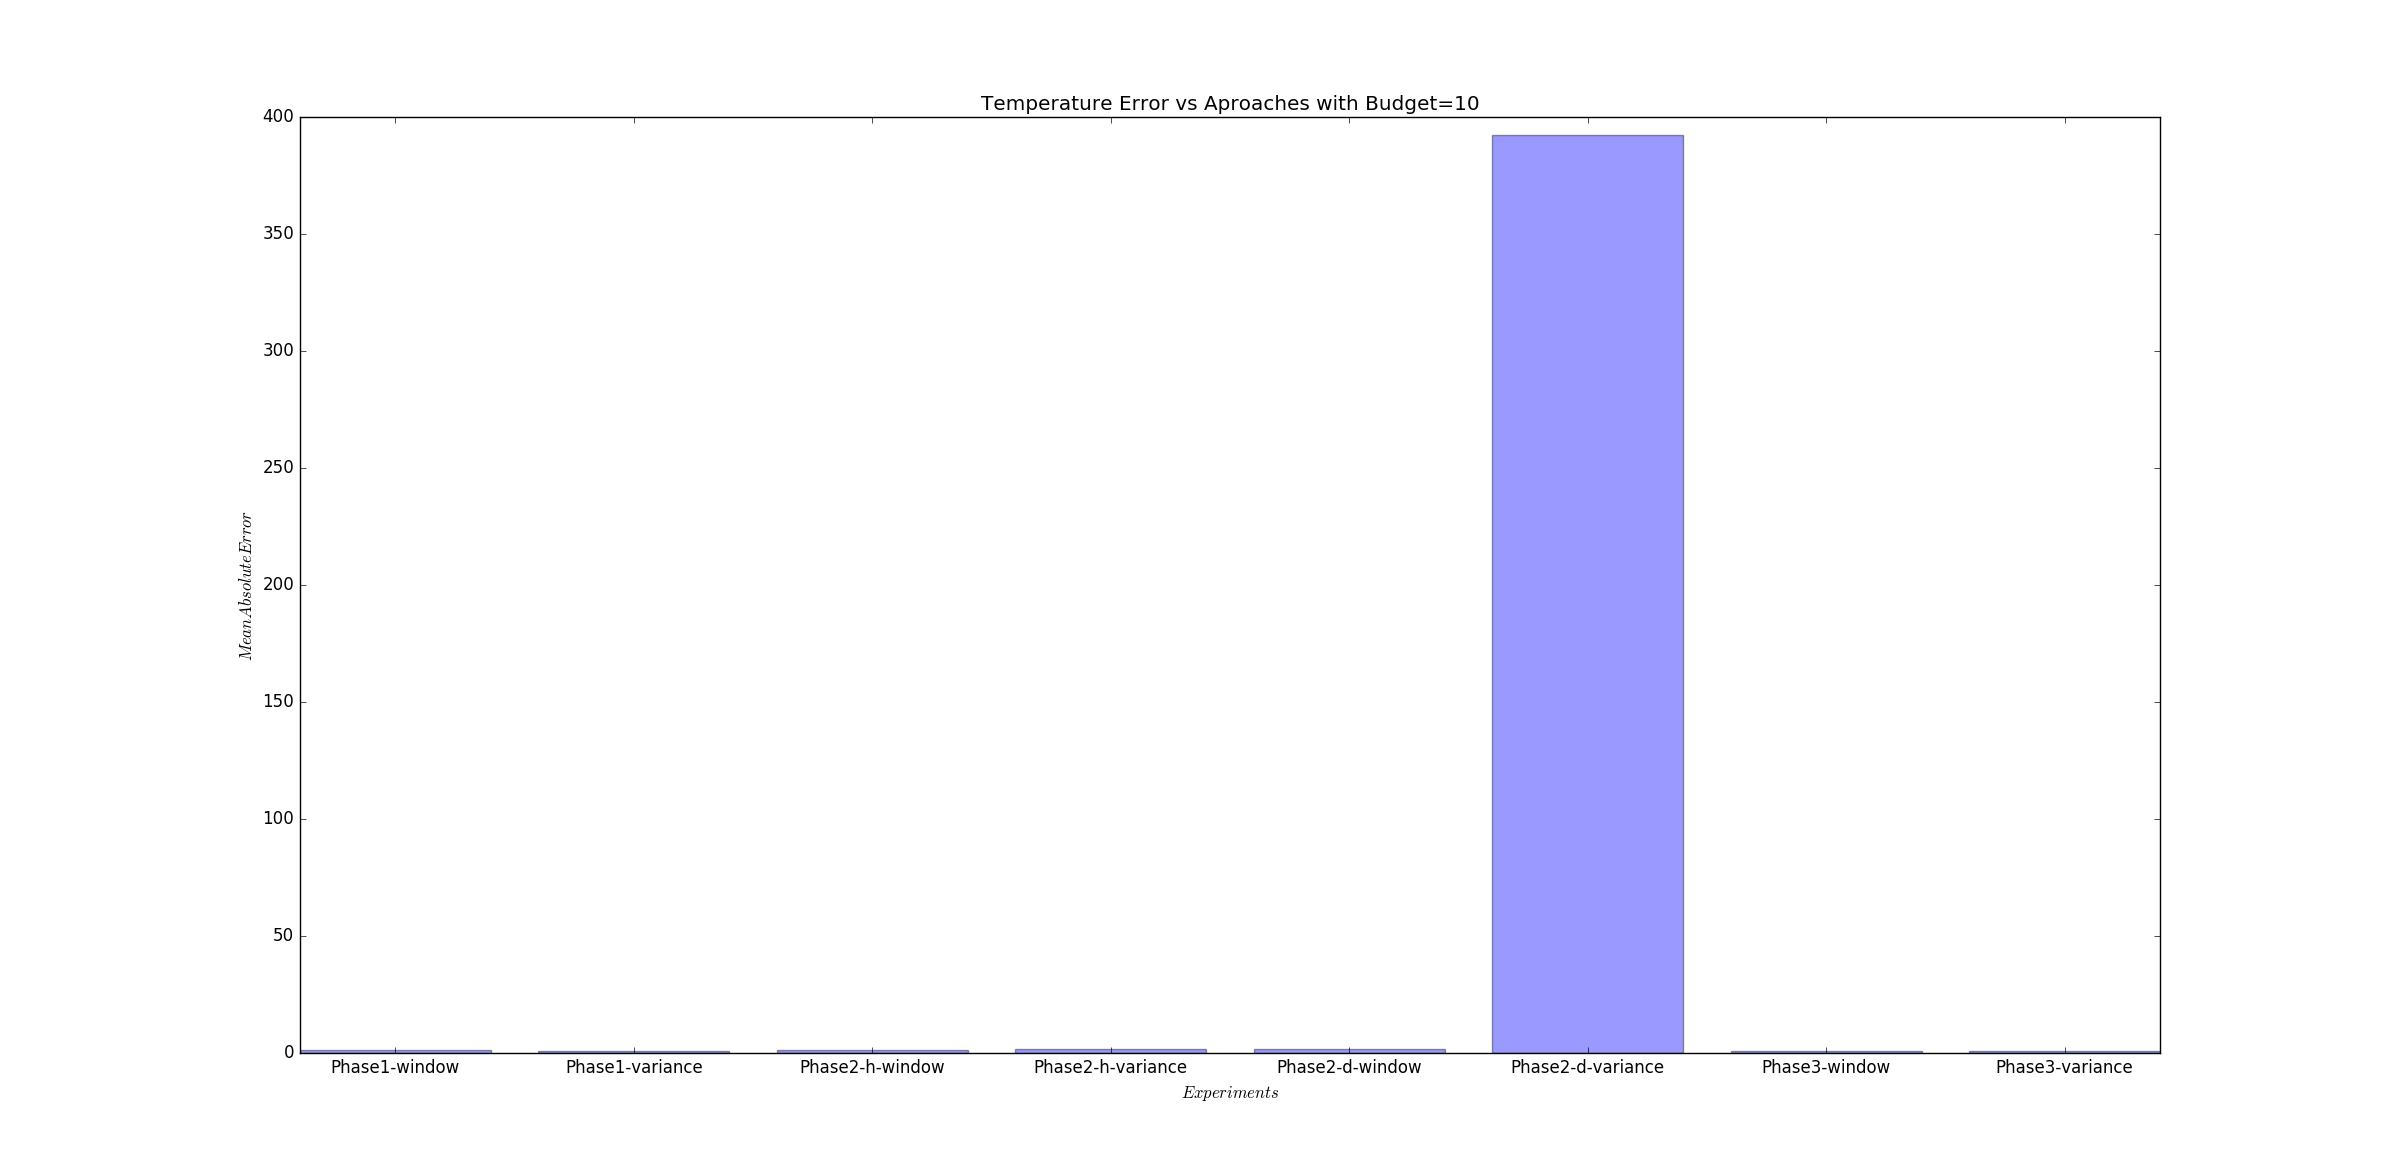 Temperature Error vs Aproaches with Budget=10
400
350
300
250
200
150
100
50
0
MeanAbsoluteError
Phase1-window Phase1-variance Phase2-h-window Phase2-h-variance Phase2-d-window Phase2-d-variance Phase3-window Phase3-variance
Experiments